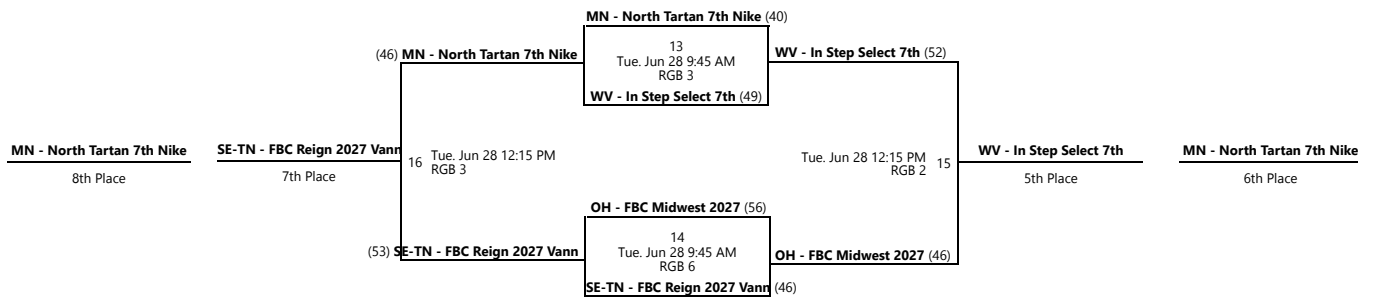 MN - North Tartan 7th Nike (40)
13
Tue. Jun 28 9:45 AM
RGB 3
WV - In Step Select 7th (49)
(46) MN - North Tartan 7th Nike
WV - In Step Select 7th (52)
MN - North Tartan 7th Nike
8th Place
SE-TN - FBC Reign 2027 Vann
7th Place
16 Tue. Jun 28 12:15 PM
RGB 3
Tue. Jun 28 12:15 PM 15
RGB 2
WV - In Step Select 7th
5th Place
MN - North Tartan 7th Nike
6th Place
OH - FBC Midwest 2027 (56)
14
Tue. Jun 28 9:45 AM
RGB 6
SE-TN - FBC Reign 2027 Vann (46)
(53) SE-TN - FBC Reign 2027 Vann
OH - FBC Midwest 2027 (46)